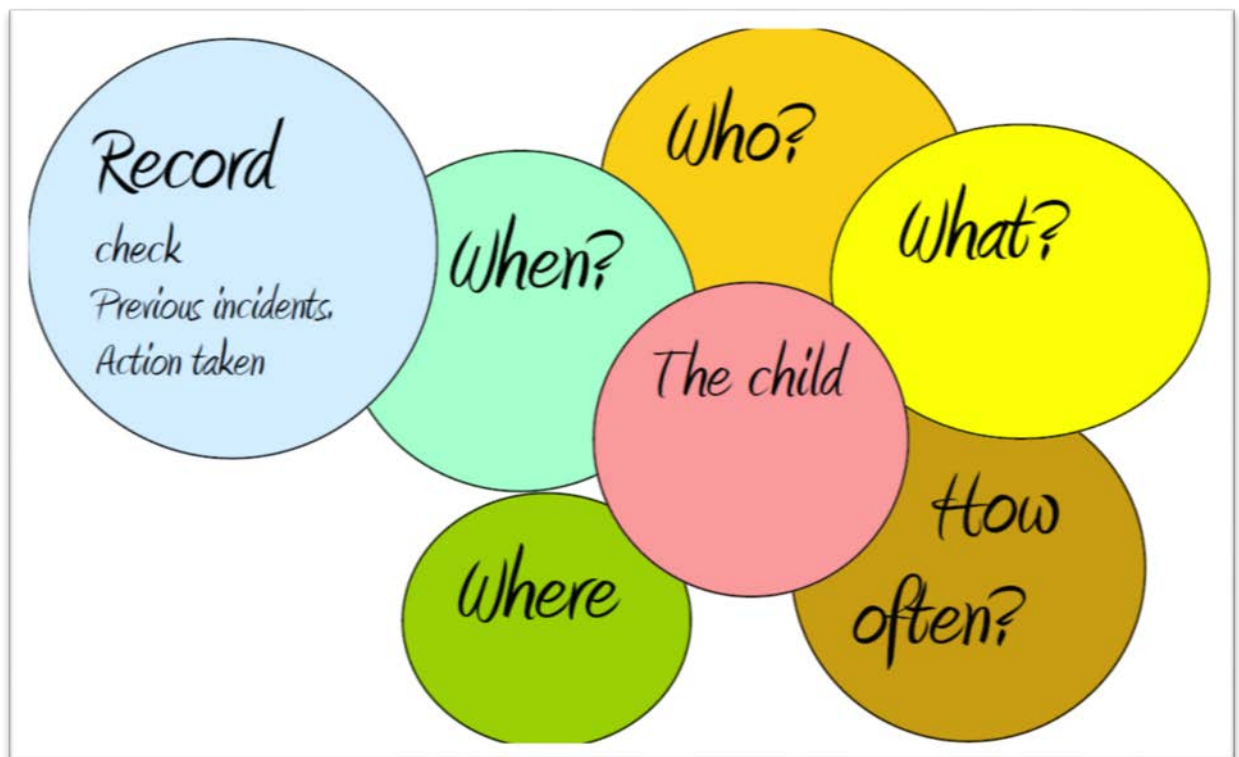 Record
check
Previous incidents.
Action taken
When?
Who?
What?
The child
Where
How
often?